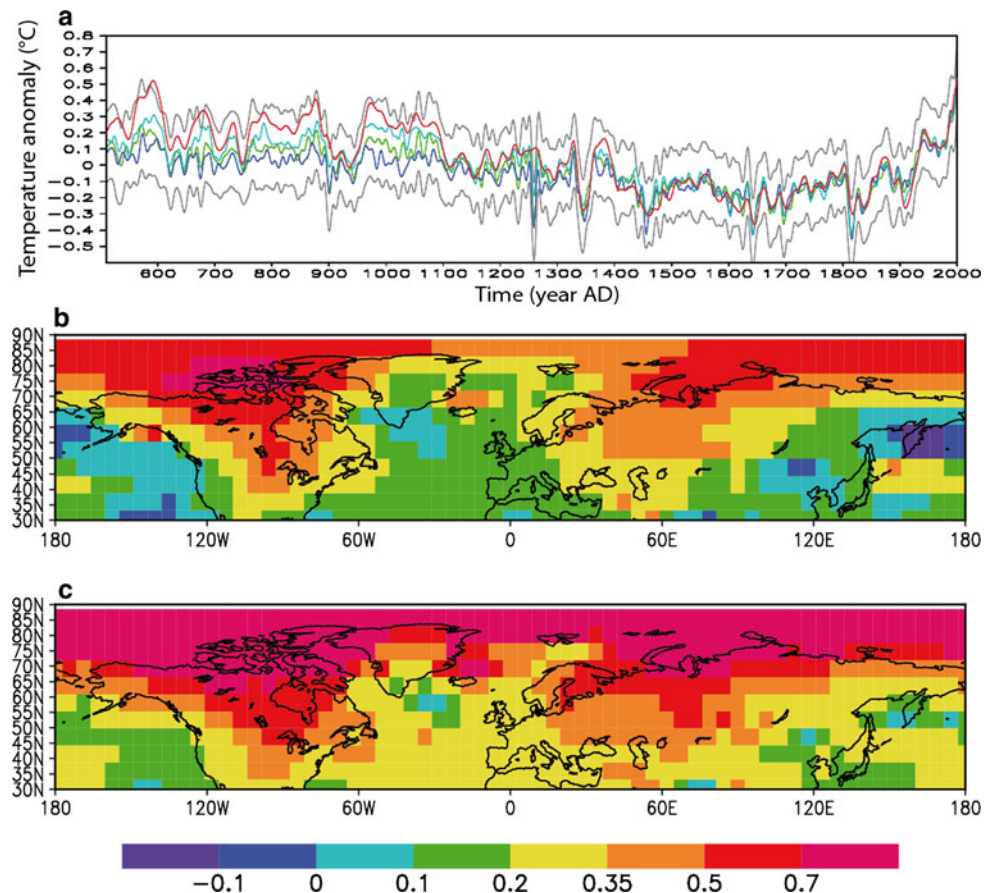 a
Temperature anomaly (°C)
0.8
0.7
0.6
0.5
0.4
0.3
0.2
0.1
0
−0.1
−0.2
−0.3
−0.4
−0.5
600 700 800 900 1000 1100 1200 1300 1400 1500 1600 1700 1800 1900 2000
Time (year AD)
b
90N
85N
80N
75N
70N
65N
60N
55N
50N
45N
40N
35N
30N
180 120W 60W 0 60E 120E 180
c
90N
85N
80N
75N
70N
65N
60N
55N
50N
45N
40N
35N
30N
180 120W 60W 0 60E 120E 180
−0.1 0 0.1 0.2 0.35 0.5 0.7